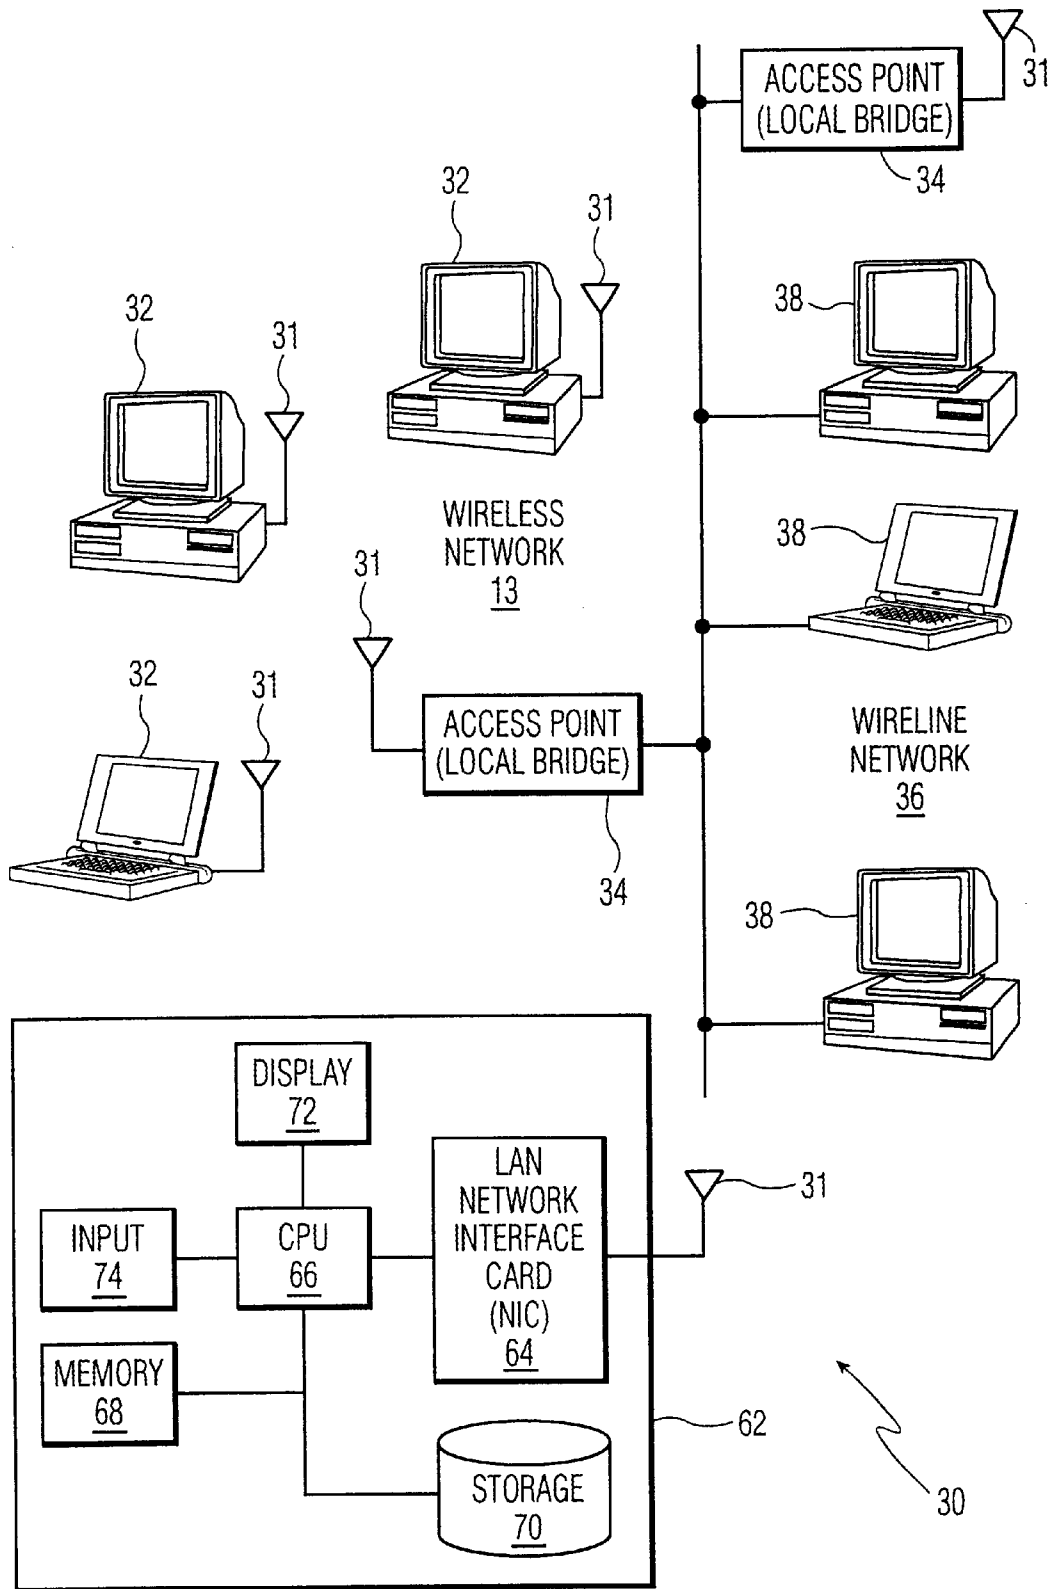 ACCESS POINT
(LOCAL BRIDGE)
31
34
32
31
38
32
31
WIRELESS
NETWORK
13
38
31
32
31
ACCESS POINT
(LOCAL BRIDGE)
34
WIRELINE
NETWORK
36
38
DISPLAY
72
LAN
NETWORK
INTERFACE
CARD
(NIC)
64
31
INPUT
74
CPU
66
MEMORY
68
62
STORAGE
70
30